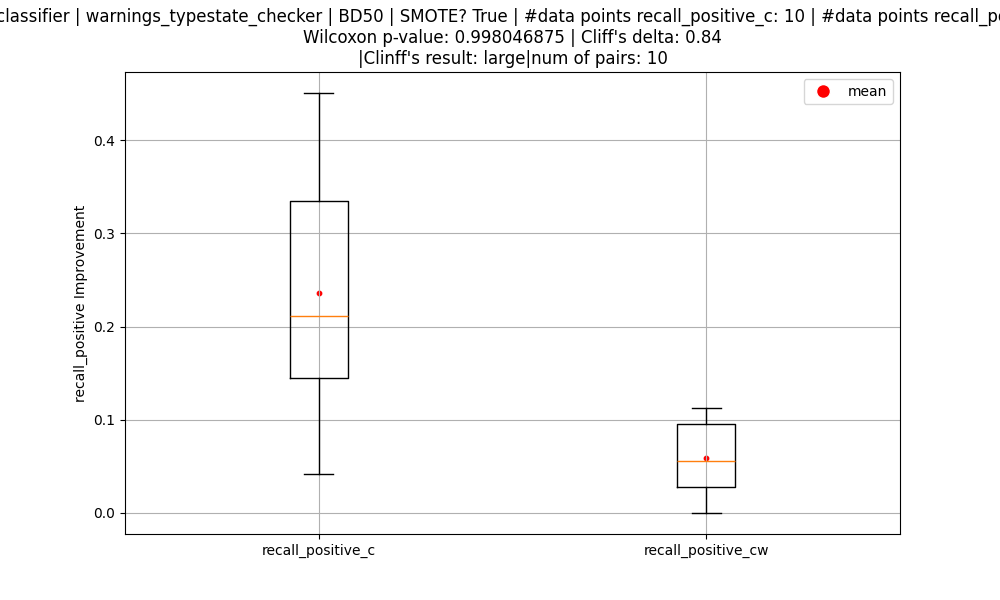 classifier | warnings_typestate_checker | BD50 | SMOTE? True | #data points recall_positive_c: 10 | #data points
Wilcoxon p-value: 0.998046875 | Cliff's delta: 0.84
|Clinff's result: large|num of pairs: 10
mean
0.4
0.3
0.2
0.1
0.0
recall_positive Improvement
recall_positive_c
recall_positive_cw